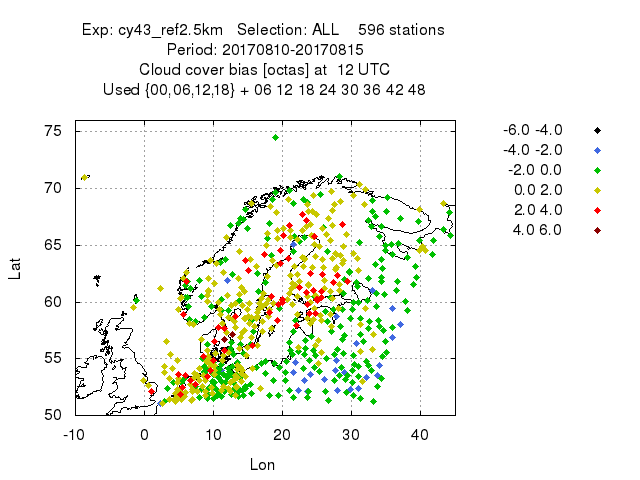 Exp: cy43_ref2.5km   Selection: ALL    596 stations
Period: 20170810-20170815
Cloud cover bias [octas] at  12 UTC
Used {00,06,12,18} + 06 12 18 24 30 36 42 48
75
70
65
60
55
50
Lat
-10 0 10 20 30 40
Lon
-6.0 -4.0
-4.0 -2.0
-2.0 0.0
0.0 2.0
2.0 4.0
4.0 6.0